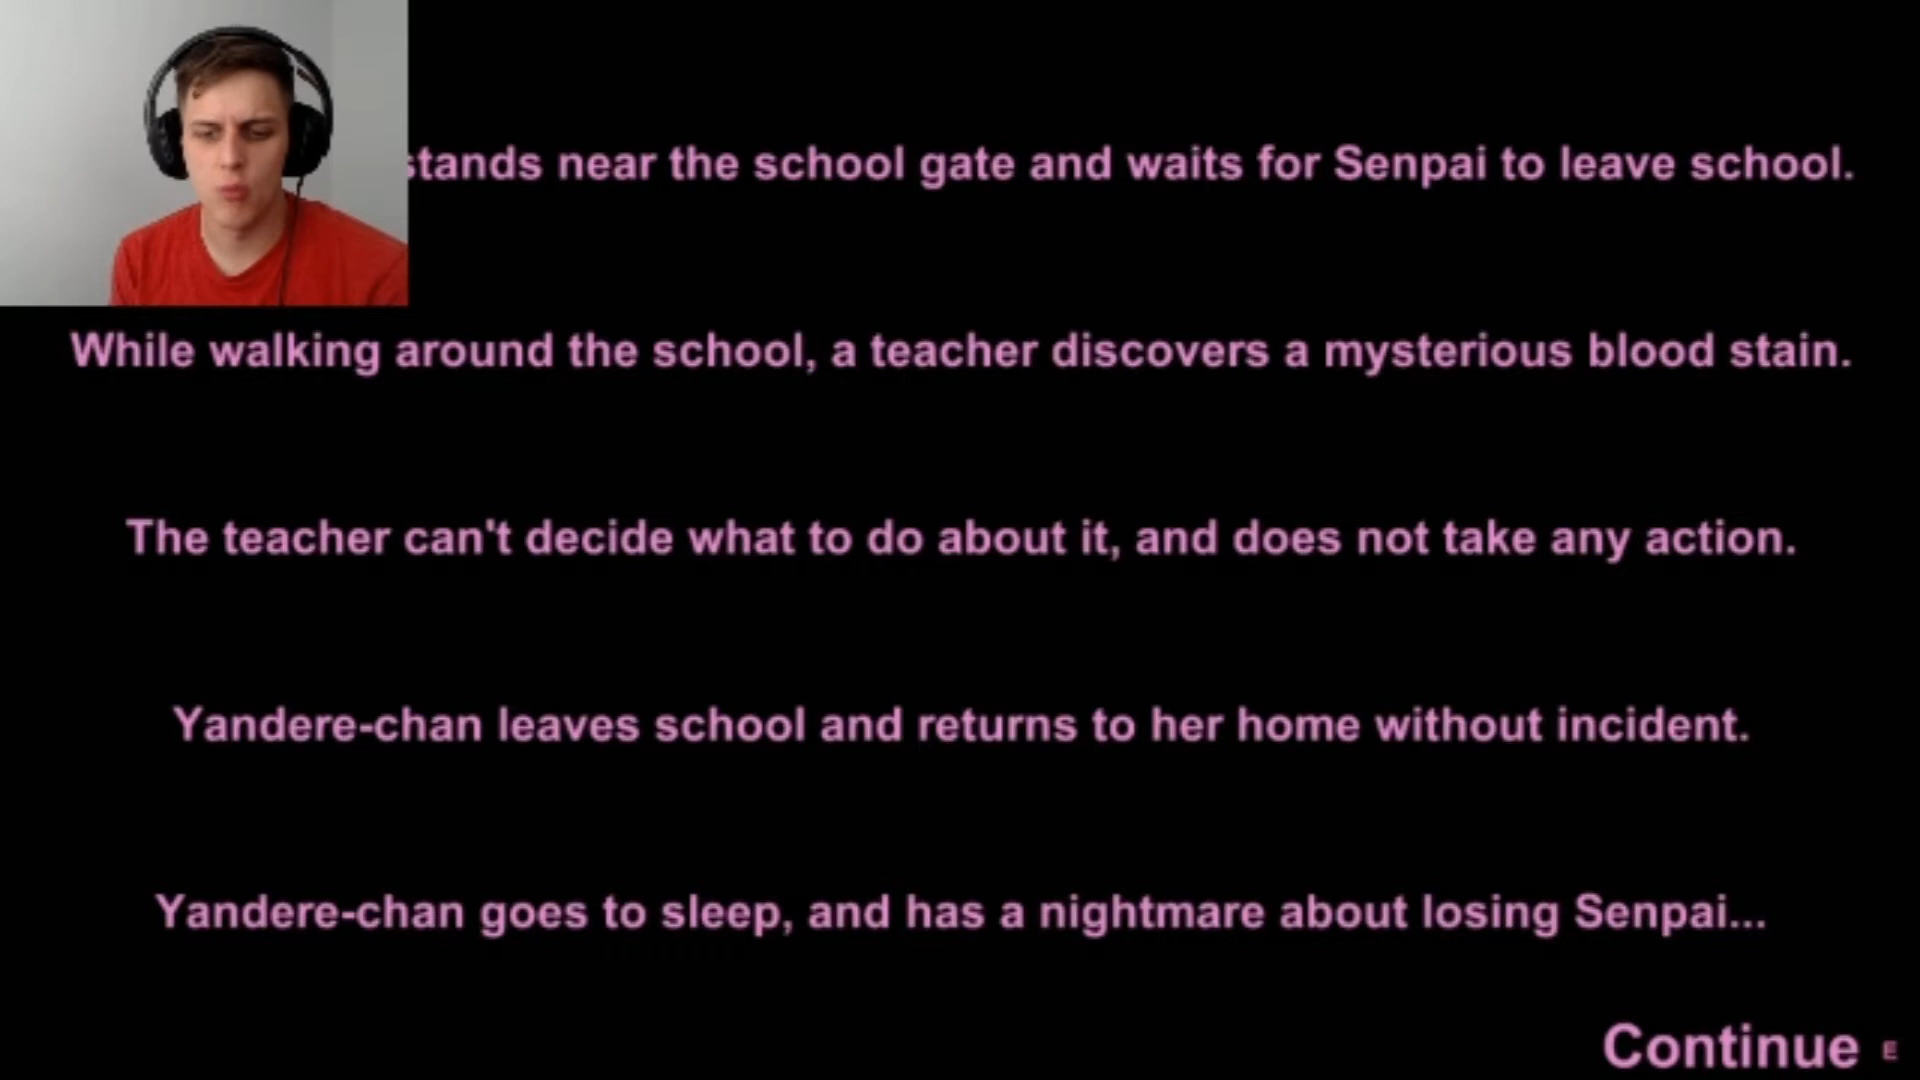 stands near the school gate and waits for Senpai to leave school.
While walking around the school, a teacher discovers a mysterious blood stain.
The teacher can't decide what to do about it, and does not take any action.
Yandere-chan leaves school and returns to her home without incident.
Yandere-chan goes to sleep, and has a nightmare about losing Senpai...
Continue E